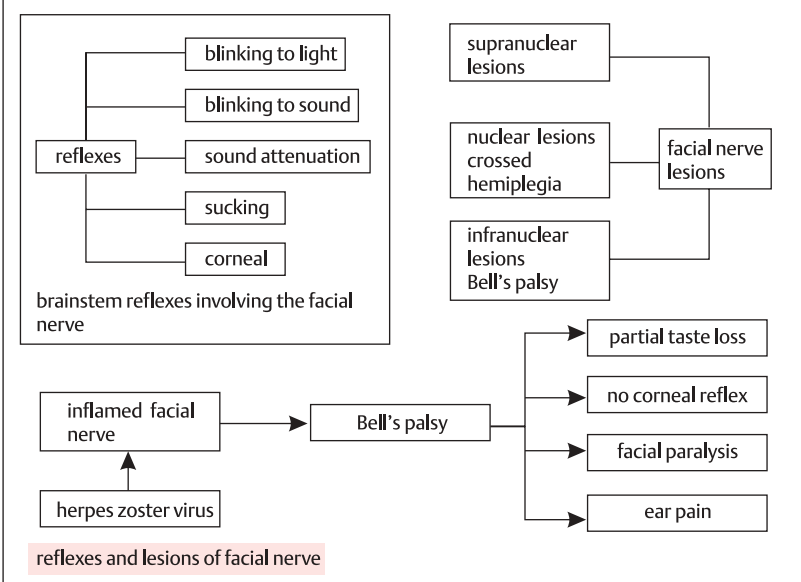 blinking to light
blinking to sound
reflexes
sound attenuation
sucking
corneal
brainstem reflexes involving the facial
nerve
supranuclear
lesions
nuclear lesions
crossed
hemiplegia
facial nerve
lesions
infranuclear
lesions
Bell's palsy
inflamed facial
nerve
herpes zoster virus
Bell's palsy
partial taste loss
no corneal reflex
facial paralysis
ear pain
reflexes and lesions of facial nerve